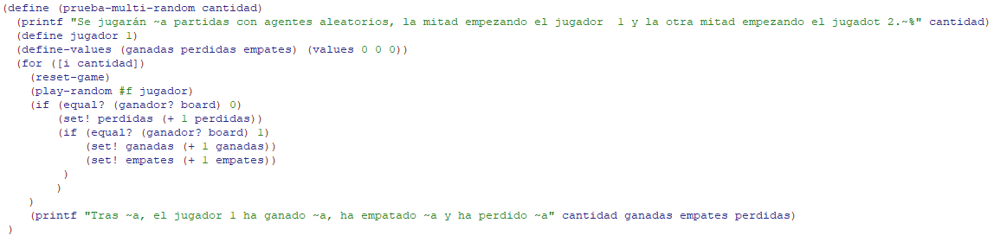 (define (prueba-multi-random cantidad)
  (printf "Se jugarán ~a partidas con agentes aleatorios, la mitad empezando el jugador  1 y la otra mitad empezando el jugadot 2.~%" cantidad)
  (define jugador 1)
  (define-values (ganadas perdidas empates) (values 0 0 0))
  (for ([i cantidad])
    (reset-game)
    (play-random #f jugador)
    (if (equal? (ganador? board) 0)
        (set! perdidas (+ 1 perdidas))
        (if (equal? (ganador? board) 1)
            (set! ganadas (+ 1 ganadas))
            (set! empates (+ 1 empates))
         )
        )
    )
    (printf "Tras ~a, el jugador 1 ha ganado ~a, ha empatado ~a y ha perdido ~a" cantidad ganadas empates perdidas)
 )